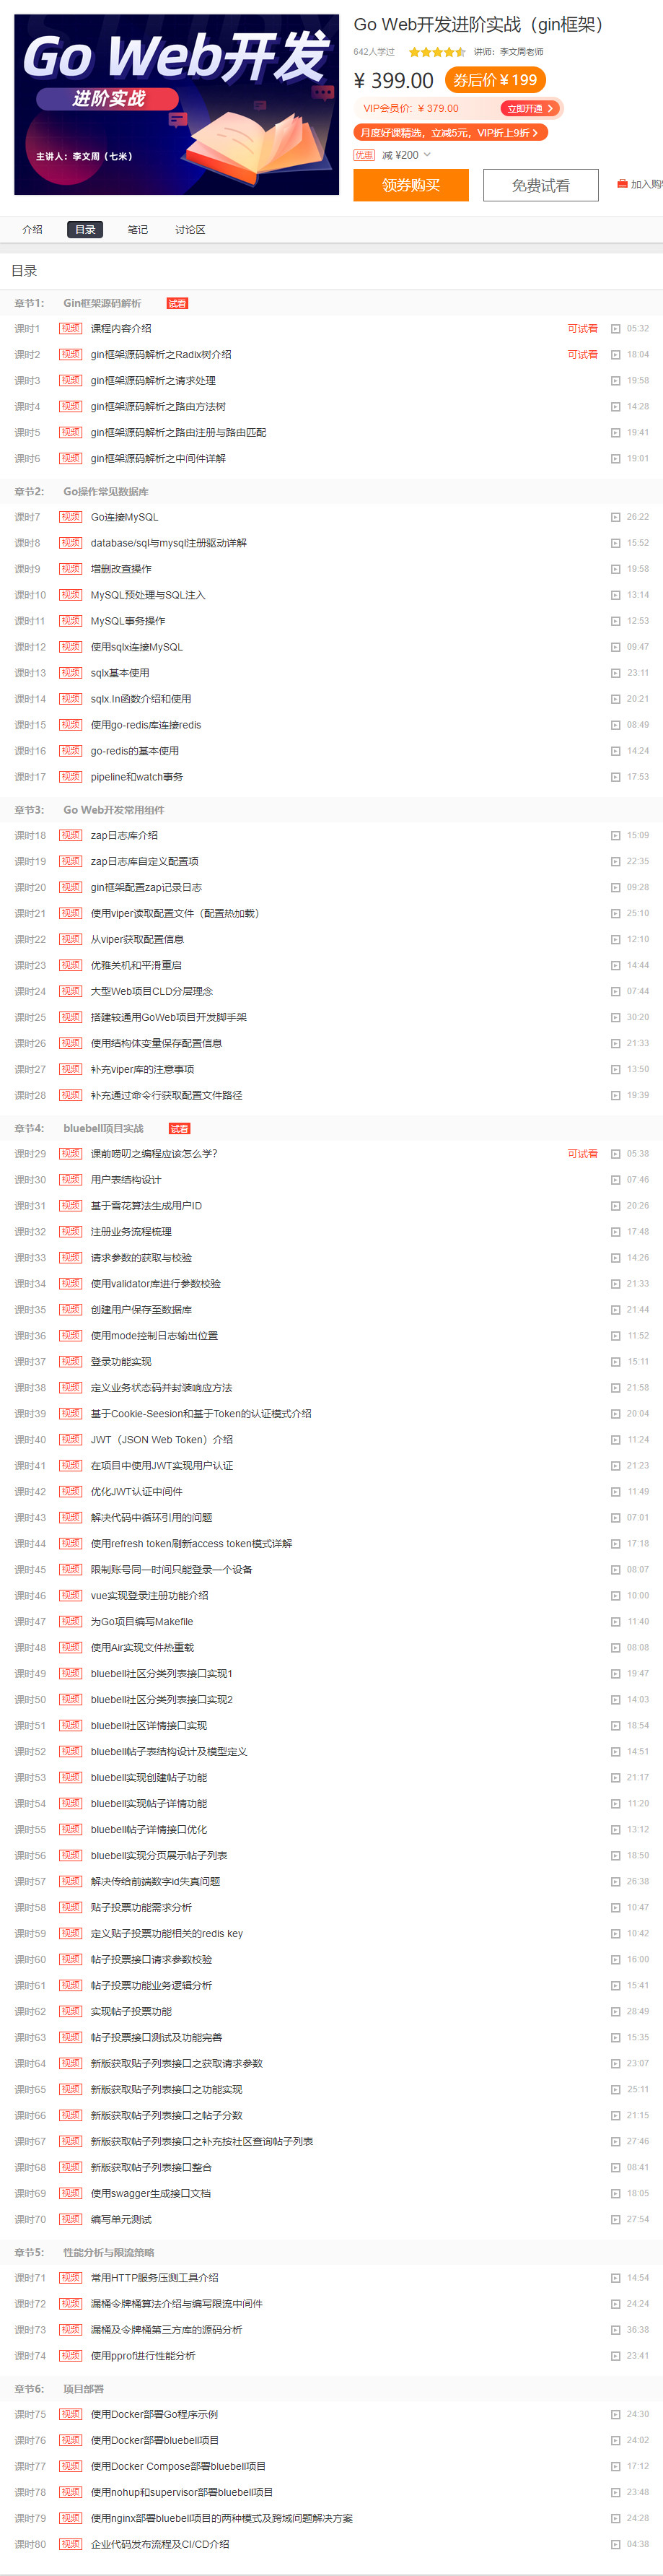 Go Web开发
进阶实战
主讲人：李文周（七米）
Go Web开发进阶实战（gin框架）
642人学过 讲师：李文周老师
¥ 399.00 券后价¥199
VIP会员价: ¥ 379.00 立即开通 >
月度好课精选，立减5元，VIP折上9折 >
优惠 减 ¥200
领券购买 免费试看 加入购
介绍 目录 笔记 讨论区
目录
章节1: Gin框架源码解析 试看
课时1 视频 课程内容介绍 可试看 05:32
课时2 视频 gin框架源码解析之Radix树介绍 可试看 18:04
课时3 视频 gin框架源码解析之请求处理 19:58
课时4 视频 gin框架源码解析之路由方法树 14:28
课时5 视频 gin框架源码解析之路由注册与路由匹配 19:41
课时6 视频 gin框架源码解析之中间件详解 19:01
章节2: Go操作常见数据库
课时7 视频 Go连接MySQL 26:22
课时8 视频 database/sql与mysql注册驱动详解 15:52
课时9 视频 增删改查操作 19:58
课时10 视频 MySQL预处理与SQL注入 13:14
课时11 视频 MySQL事务操作 12:53
课时12 视频 使用sqlx连接MySQL 09:47
课时13 视频 sqlx基本使用 23:11
课时14 视频 sqlx.In函数介绍和使用 20:21
课时15 视频 使用go-redis库连接redis 08:49
课时16 视频 go-redis的基本使用 14:24
课时17 视频 pipeline和watch事务 17:53
章节3: Go Web开发常用组件
课时18 视频 zap日志库介绍 15:09
课时19 视频 zap日志库自定义配置项 22:35
课时20 视频 gin框架配置zap记录日志 09:28
课时21 视频 使用viper读取配置文件（配置热加载） 25:10
课时22 视频 从viper获取配置信息 12:10
课时23 视频 优雅关机和平滑重启 14:44
课时24 视频 大型Web项目CLD分层理念 07:44
课时25 视频 搭建较通用GoWeb项目开发脚手架 30:20
课时26 视频 使用结构体变量保存配置信息 21:33
课时27 视频 补充viper库的注意事项 13:50
课时28 视频 补充通过命令行获取配置文件路径 19:39
章节4: bluebell项目实战 试看
课时29 视频 课前唠叨之编程应该怎么学? 可试看 05:38
课时30 视频 用户表结构设计 07:46
课时31 视频 基于雪花算法生成用户ID 20:26
课时32 视频 注册业务流程梳理 17:48
课时33 视频 请求参数的获取与校验 14:26
课时34 视频 使用validator库进行参数校验 21:33
课时35 视频 创建用户保存至数据库 21:44
课时36 视频 使用mode控制日志输出位置 11:52
课时37 视频 登录功能实现 15:11
课时38 视频 定义业务状态码并封装响应方法 21:58
课时39 视频 基于Cookie-Seesion和基于Token的认证模式介绍 20:04
课时40 视频 JWT（JSON Web Token）介绍 11:24
课时41 视频 在项目中使用JWT实现用户认证 21:23
课时42 视频 优化JWT认证中间件 11:49
课时43 视频 解决代码中循环引用的问题 07:01
课时44 视频 使用refresh token刷新access token模式详解 17:18
课时45 视频 限制账号同一时间只能登录一个设备 08:07
课时46 视频 vue实现登录注册功能介绍 10:00
课时47 视频 为Go项目编写Makefile 11:40
课时48 视频 使用Air实现文件热重载 08:08
课时49 视频 bluebell社区分类列表接口实现1 19:47
课时50 视频 bluebell社区分类列表接口实现2 14:03
课时51 视频 bluebell社区详情接口实现 18:54
课时52 视频 bluebell帖子表结构设计及模型定义 14:51
课时53 视频 bluebell实现创建帖子功能 21:17
课时54 视频 bluebell实现帖子详情功能 11:20
课时55 视频 bluebell帖子详情接口优化 13:12
课时56 视频 bluebell实现分页展示帖子列表 18:50
课时57 视频 解决传给前端数字id失真问题 26:38
课时58 视频 贴子投票功能需求分析 10:47
课时59 视频 定义贴子投票功能相关的redis key 10:42
课时60 视频 帖子投票接口请求参数校验 16:00
课时61 视频 帖子投票功能业务逻辑分析 15:41
课时62 视频 实现帖子投票功能 28:49
课时63 视频 帖子投票接口测试及功能完善 15:35
课时64 视频 新版获取贴子列表接口之获取请求参数 23:07
课时65 视频 新版获取贴子列表接口之功能实现 25:11
课时66 视频 新版获取帖子列表接口之帖子分数 21:15
课时67 视频 新版获取帖子列表接口之补充按社区查询帖子列表 27:46
课时68 视频 新版获取帖子列表接口整合 08:41
课时69 视频 使用swagger生成接口文档 18:05
课时70 视频 编写单元测试 27:54
章节5: 性能分析与限流策略
课时71 视频 常用HTTP服务压测工具介绍 14:54
课时72 视频 漏桶令牌桶算法介绍与编写限流中间件 24:24
课时73 视频 漏桶及令牌桶第三方库的源码分析 36:38
课时74 视频 使用pprof进行性能分析 23:41
章节6: 项目部署
课时75 视频 使用Docker部署Go程序示例 24:30
课时76 视频 使用Docker部署bluebell项目 24:02
课时77 视频 使用Docker Compose部署bluebell项目 17:12
课时78 视频 使用nohup和supervisor部署bluebell项目 23:48
课时79 视频 使用nginx部署bluebell项目的两种模式及跨域问题解决方案 24:28
课时80 视频 企业代码发布流程及CI/CD介绍 04:38